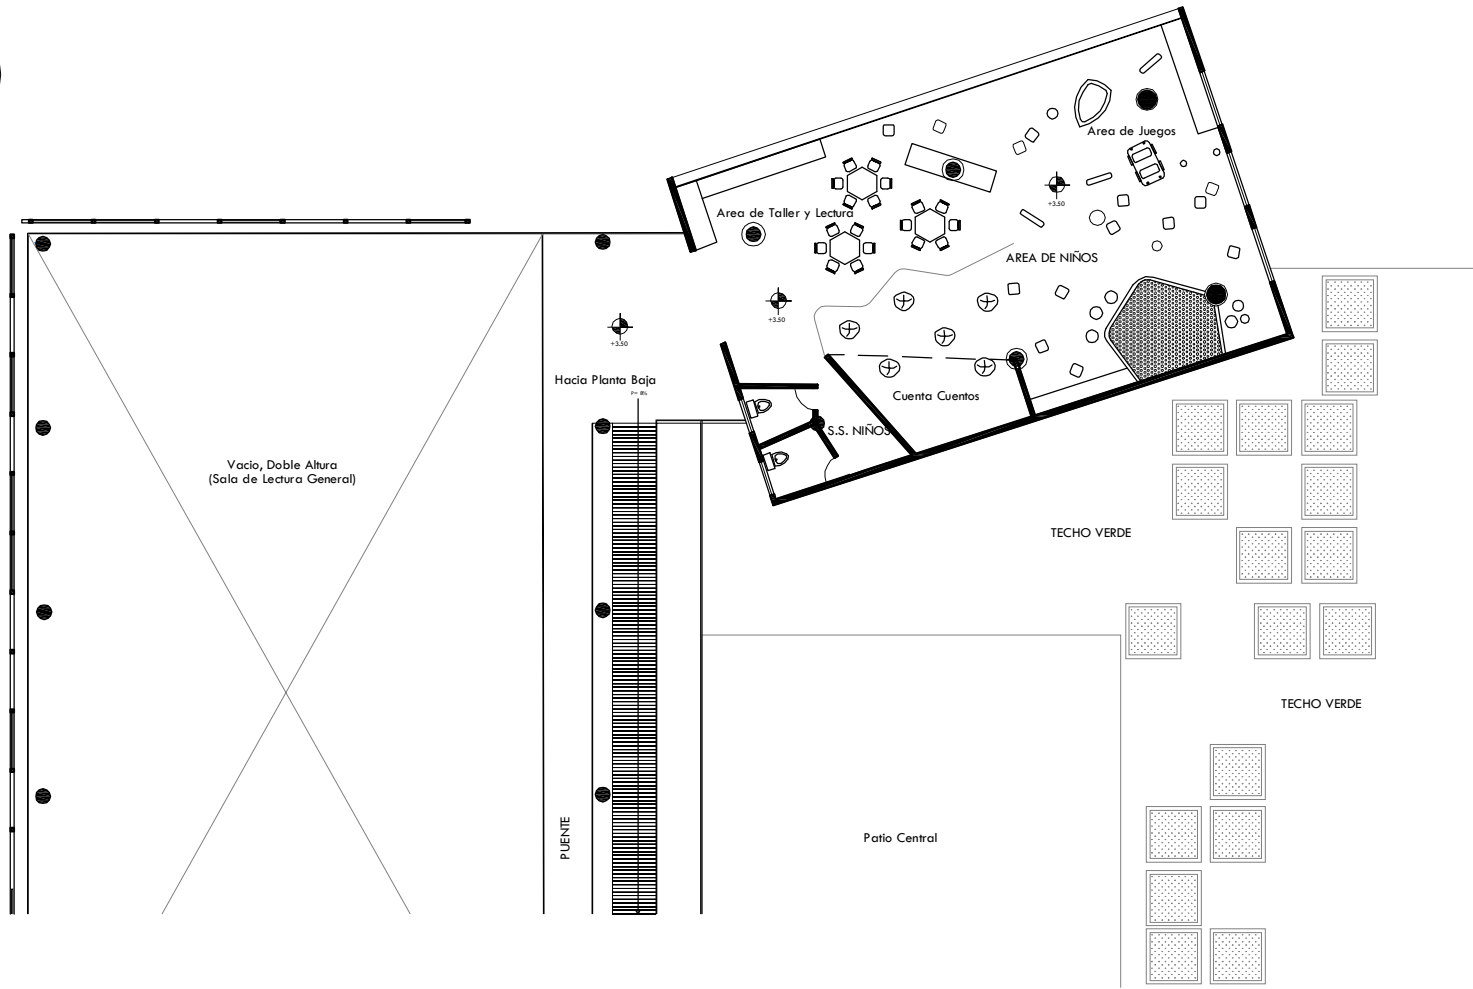 Area de Juegos
+3.50
Area de Taller y Lectura
AREA DE NIÑOS
+3.50
+3.50
Hacia Planta Baja
Cuenta Cuentos
S.S. NIÑOS
Vacio, Doble Altura
(Sala de Lectura General)
TECHO VERDE
TECHO VERDE
PUENTE
Patio Central